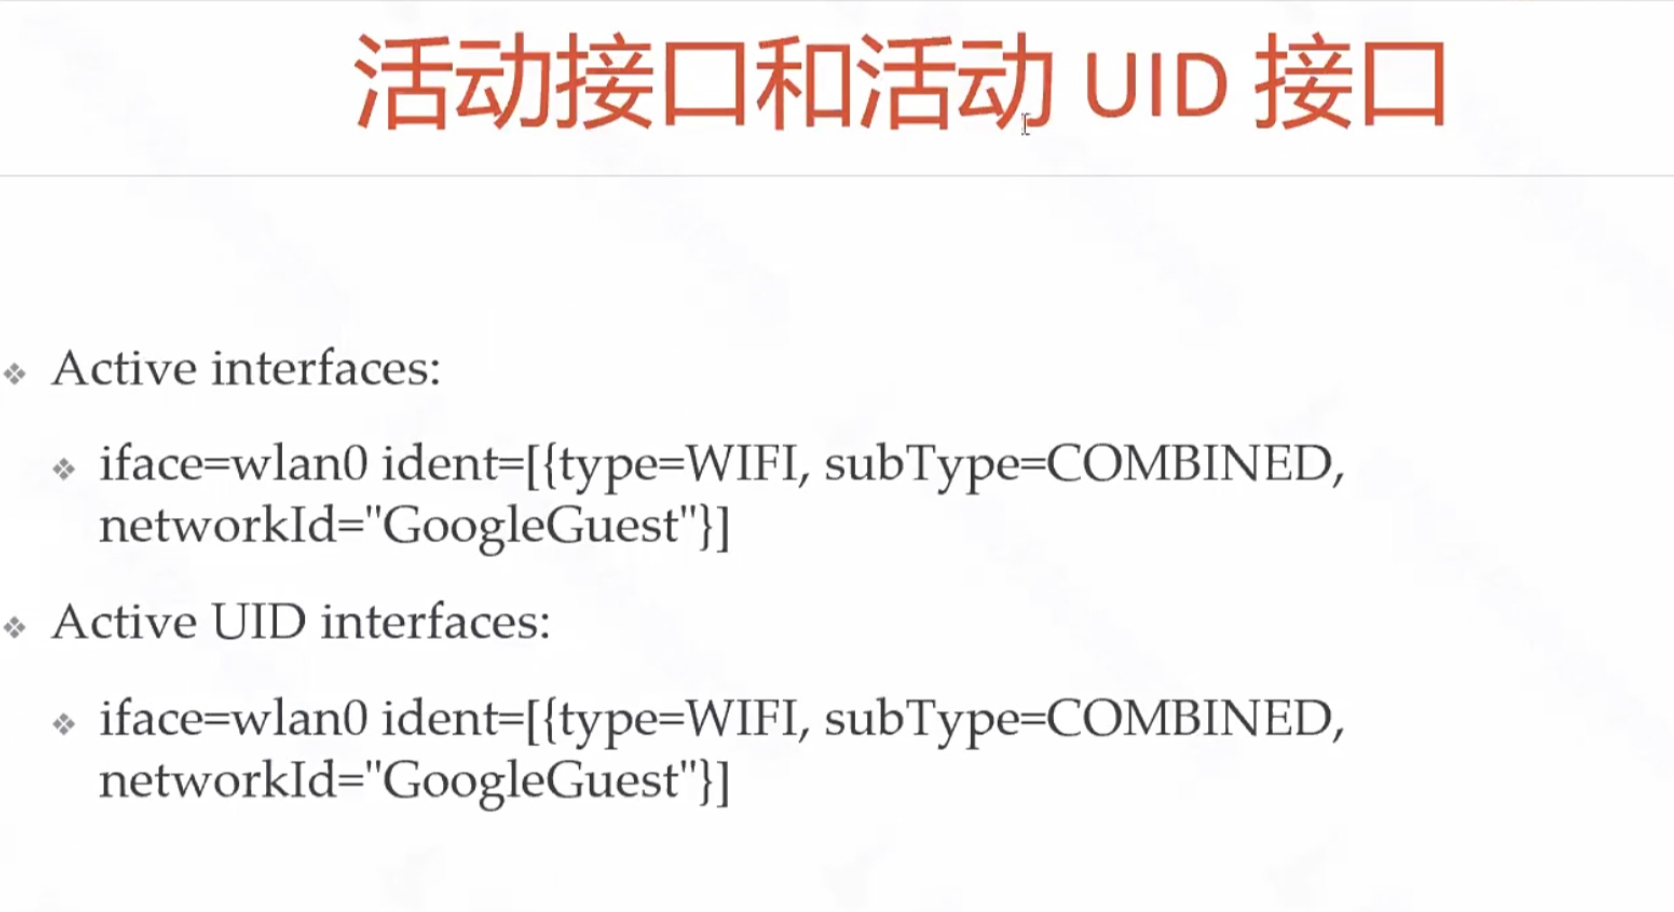 活动接口和活动 UID 接口
Active interfaces:
iface=wlan0 ident=[{type=WIFI, subType=COMBINED,
networkId="GoogleGuest"}]
Active UID interfaces:
iface=wlan0 ident=[{type=WIFI, subType=COMBINED,
networkId="GoogleGuest"}]